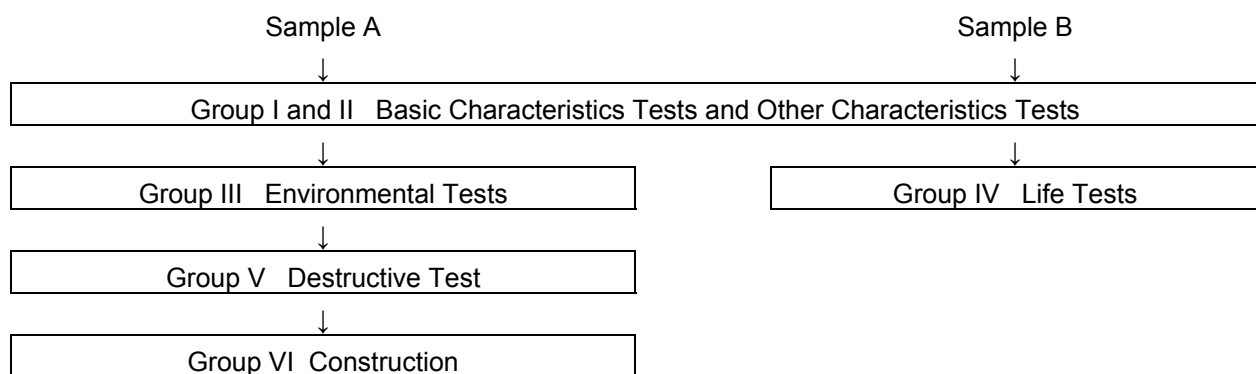 Sample A Sample B
↓ ↓
Group I and II Basic Characteristics Tests and Other Characteristics Tests
↓ ↓
Group III Environmental Tests Group IV Life Tests
↓
Group V Destructive Test
↓
Group VI Construction